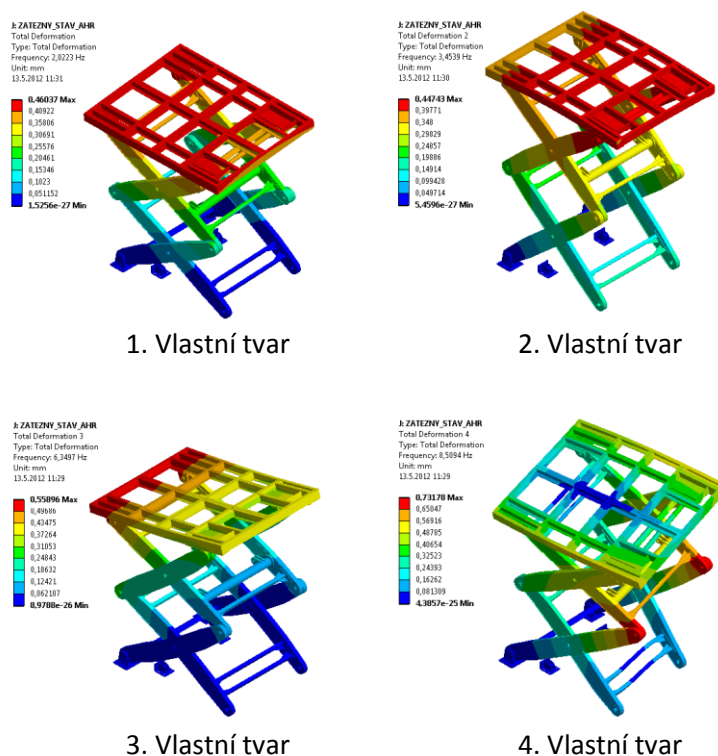 J: ZATEZNY_STAV_AHR
Total Deformation
Type: Total Deformation
Frequency: 2,0223 Hz
Unit: mm
13.5.2012 11:31
0,46037 Max
0,40922
0,35806
0,30691
0,25576
0,20461
0,15346
0,1023
0,051152
1,5256e-27 Min
1. Vlastní tvar
J: ZATEZNY_STAV_AHR
Total Deformation 2
Type: Total Deformation
Frequency: 3,4539 Hz
Unit: mm
13.5.2012 11:30
0,44743 Max
0,39771
0,348
0,29829
0,24857
0,19886
0,14914
0,099428
0,049714
5,4596e-27 Min
2. Vlastní tvar
J: ZATEZNY_STAV_AHR
Total Deformation 3
Type: Total Deformation
Frequency: 6,3497 Hz
Unit: mm
13.5.2012 11:29
0,55896 Max
0,49686
0,43475
0,37264
0,31053
0,24843
0,18632
0,12421
0,062107
8,9788e-26 Min
3. Vlastní tvar
J: ZATEZNY_STAV_AHR
Total Deformation 4
Type: Total Deformation
Frequency: 8,5094 Hz
Unit: mm
13.5.2012 11:29
0,73178 Max
0,65047
0,56916
0,48785
0,40654
0,32523
0,24393
0,16262
0,081309
4,3857e-25 Min
4. Vlastní tvar